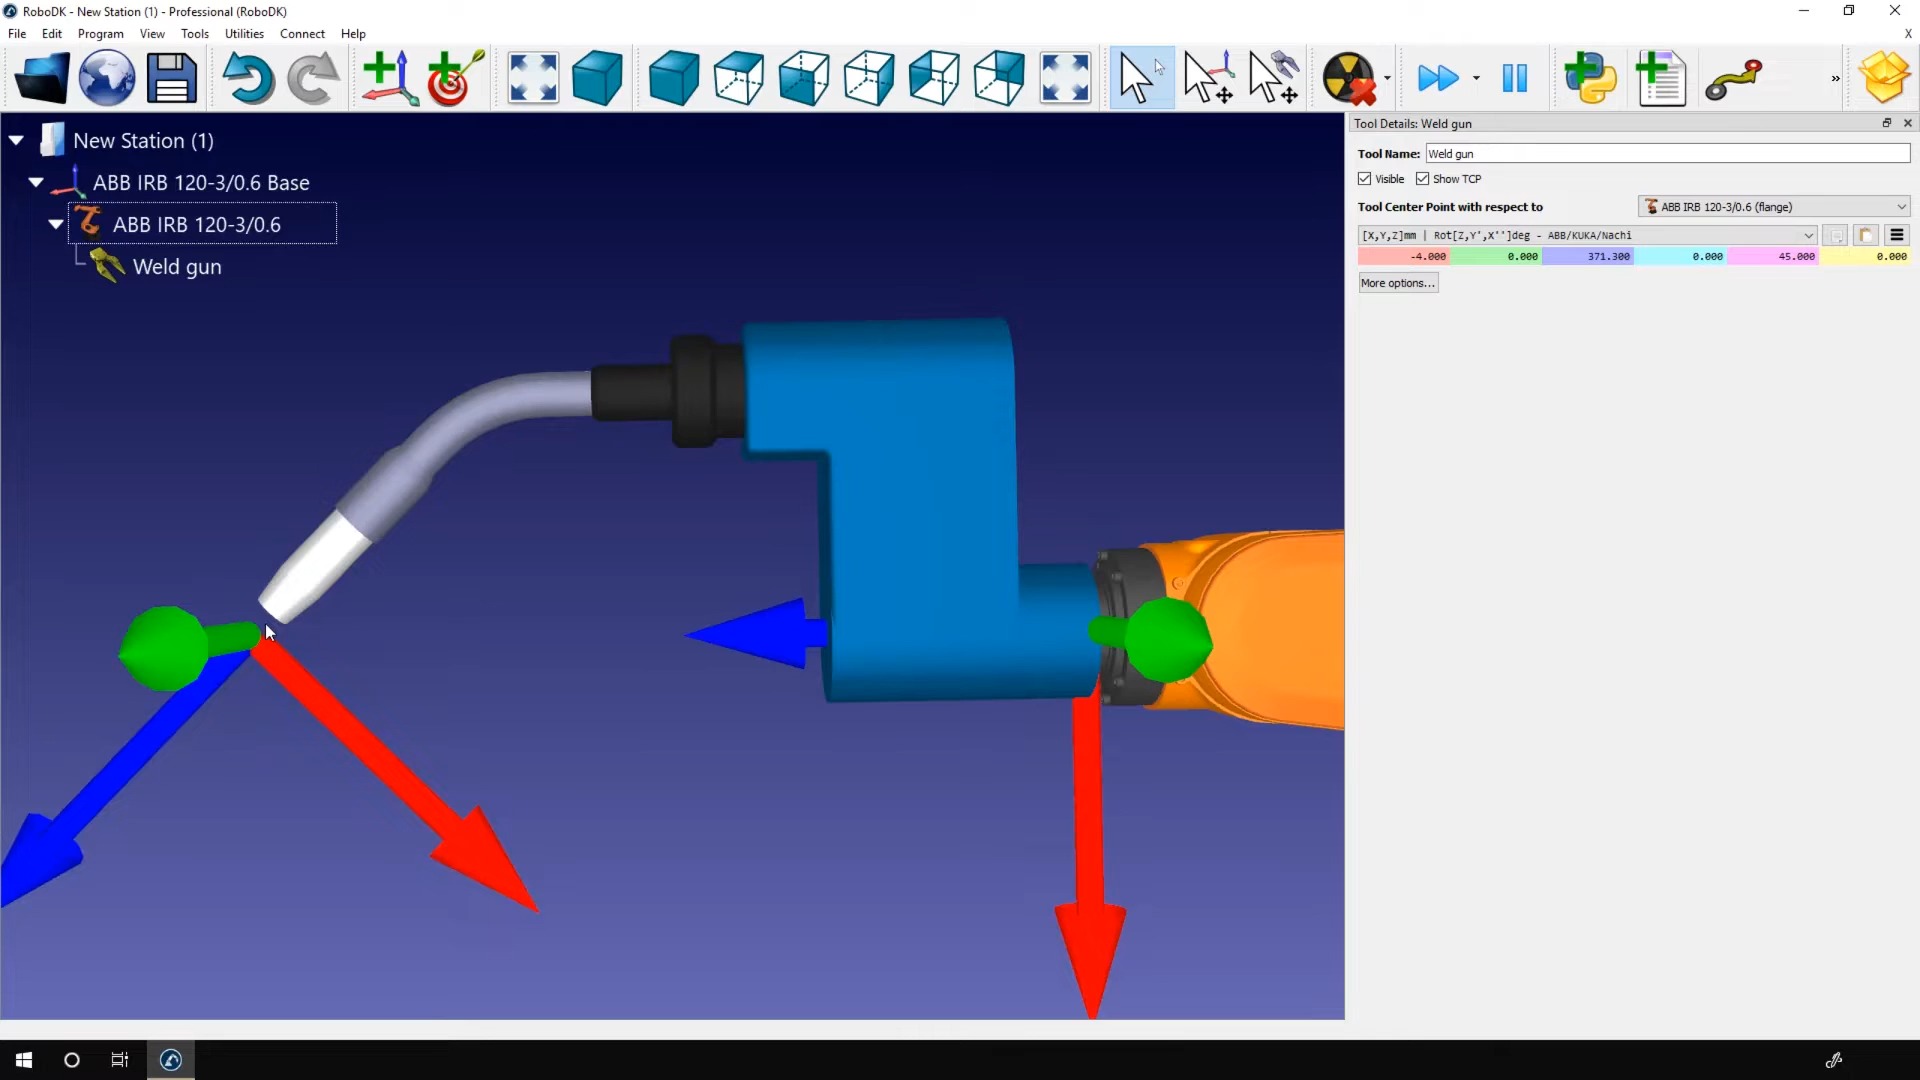 RoboDK - New Station (1) - Professional (RoboDK)
File Edit Program View Tools Utilities Connect Help
X
»
New Station (1)
ABB IRB 120-3/0.6 Base
ABB IRB 120-3/0.6
Weld gun
Tool Details: Weld gun
Tool Name: Weld gun
Visible Show TCP
Tool Center Point with respect to ABB IRB 120-3/0.6 (flange)
[X,Y,Z]mm | Rot[Z,Y',X'']deg - ABB/KUKA/Nachi
-4.000 0.000 371.300 0.000 45.000 0.000
More options...